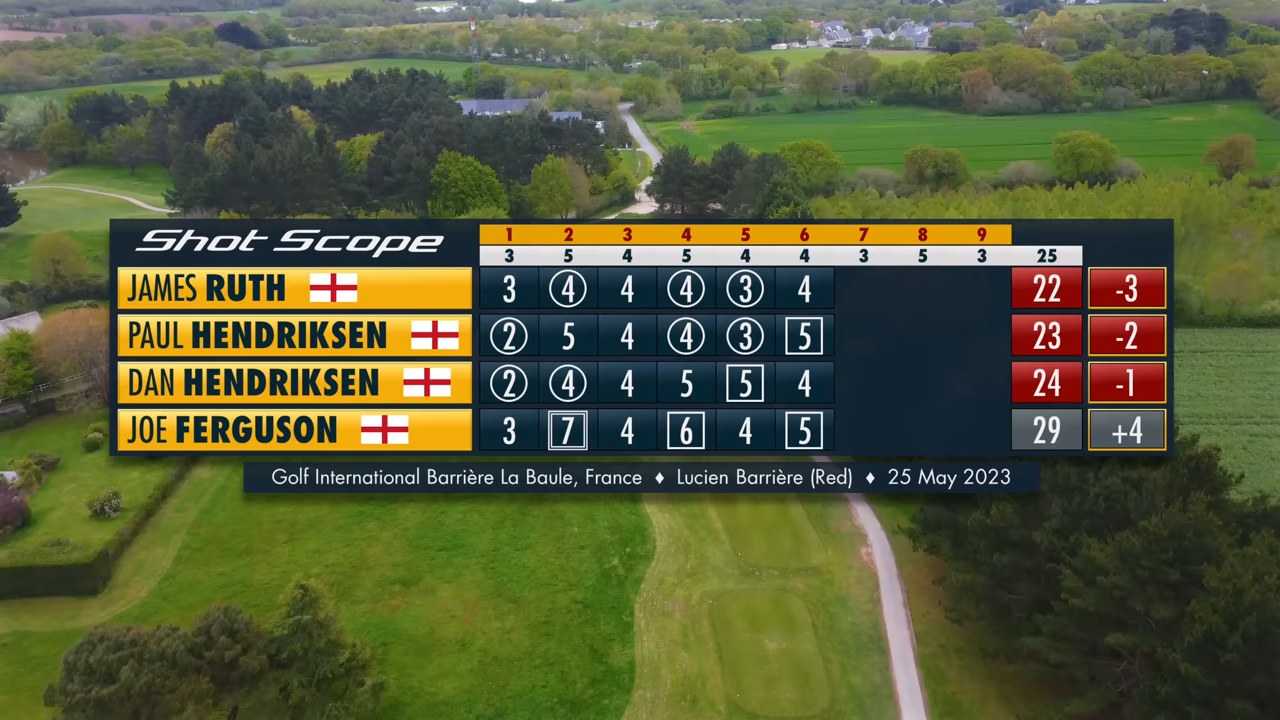 Shot Scope 1 2 3 4 5 6 7 8 9
3 5 4 5 4 4 3 5 3 25
JAMES RUTH 3 4 4 4 3 4 22 -3
PAUL HENDRIKSEN 2 5 4 4 3 5 23 -2
DAN HENDRIKSEN 2 4 4 5 5 4 24 -1
JOE FERGUSON 3 7 4 6 4 5 29 +4
Golf International Barrière La Baule, France ♦ Lucien Barrière (Red) ♦ 25 May 2023